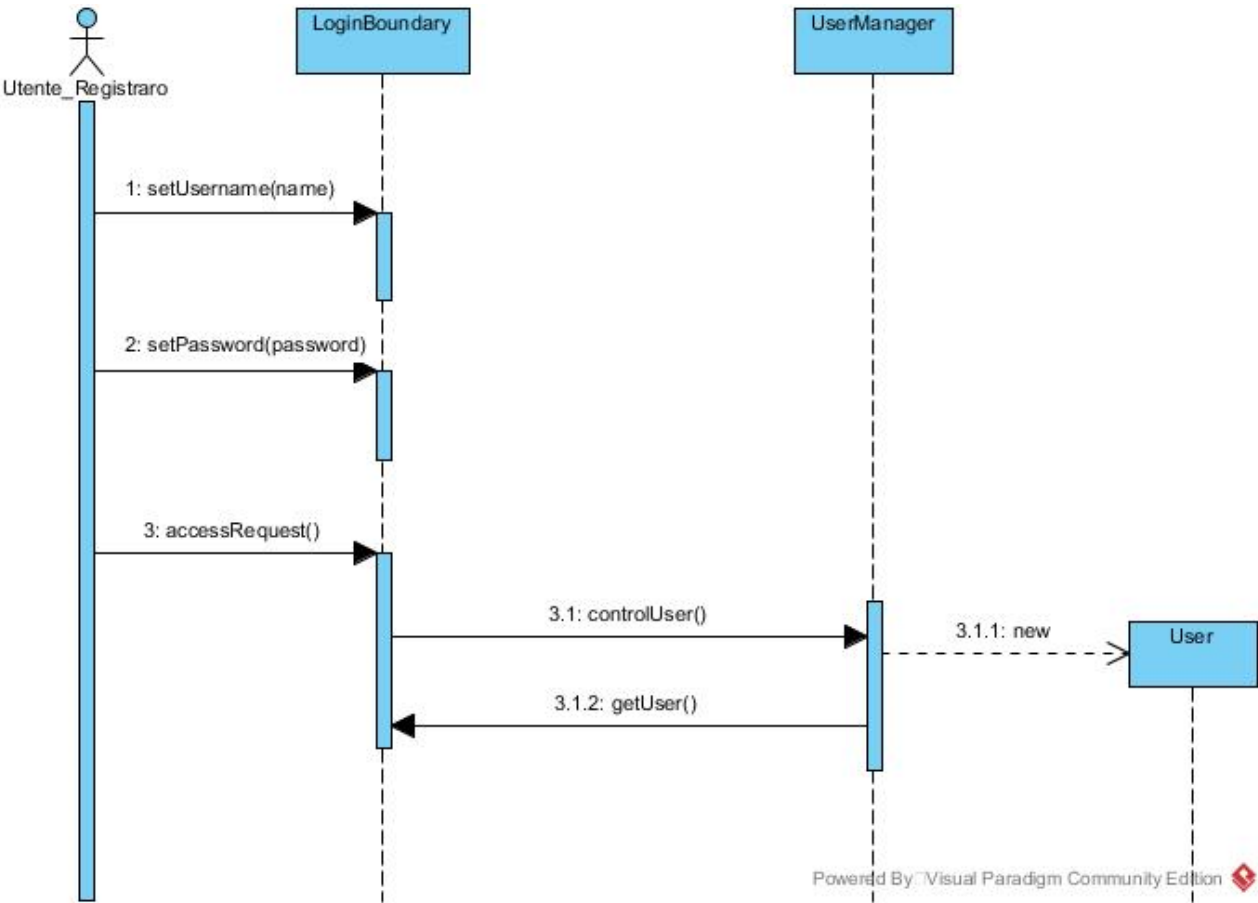 LoginBoundary
UserManager
Utente_Registraro
1: setUsername(name)
2: setPassword(password)
3: accessRequest()
3.1: controlUser()
3.1.1: new
User
3.1.2: getUser()
Powered By Visual Paradigm Community Edition